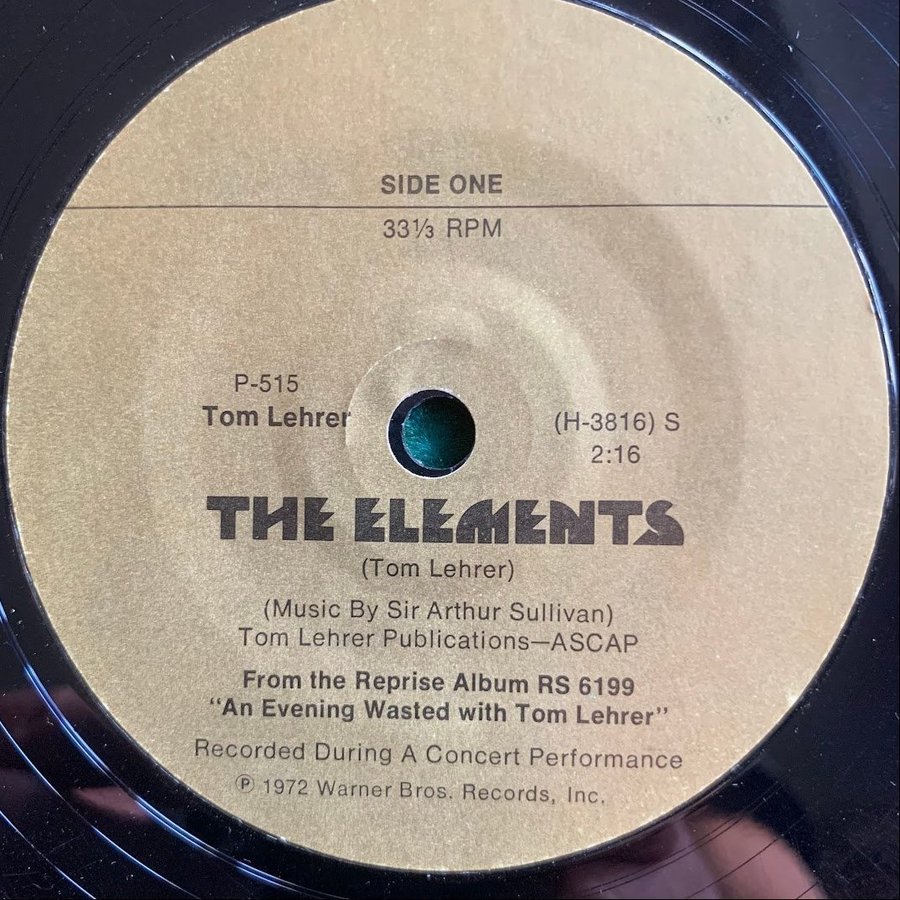 SIDE ONE
33⅓ RPM
P-515
Tom Lehrer
(H-3816) S
2:16
THE ELEMENTS
(Tom Lehrer)
(Music By Sir Arthur Sullivan)
Tom Lehrer Publications—ASCAP
From the Reprise Album RS 6199
"An Evening Wasted with Tom Lehrer"
Recorded During A Concert Performance
℗ 1972 Warner Bros. Records, Inc.